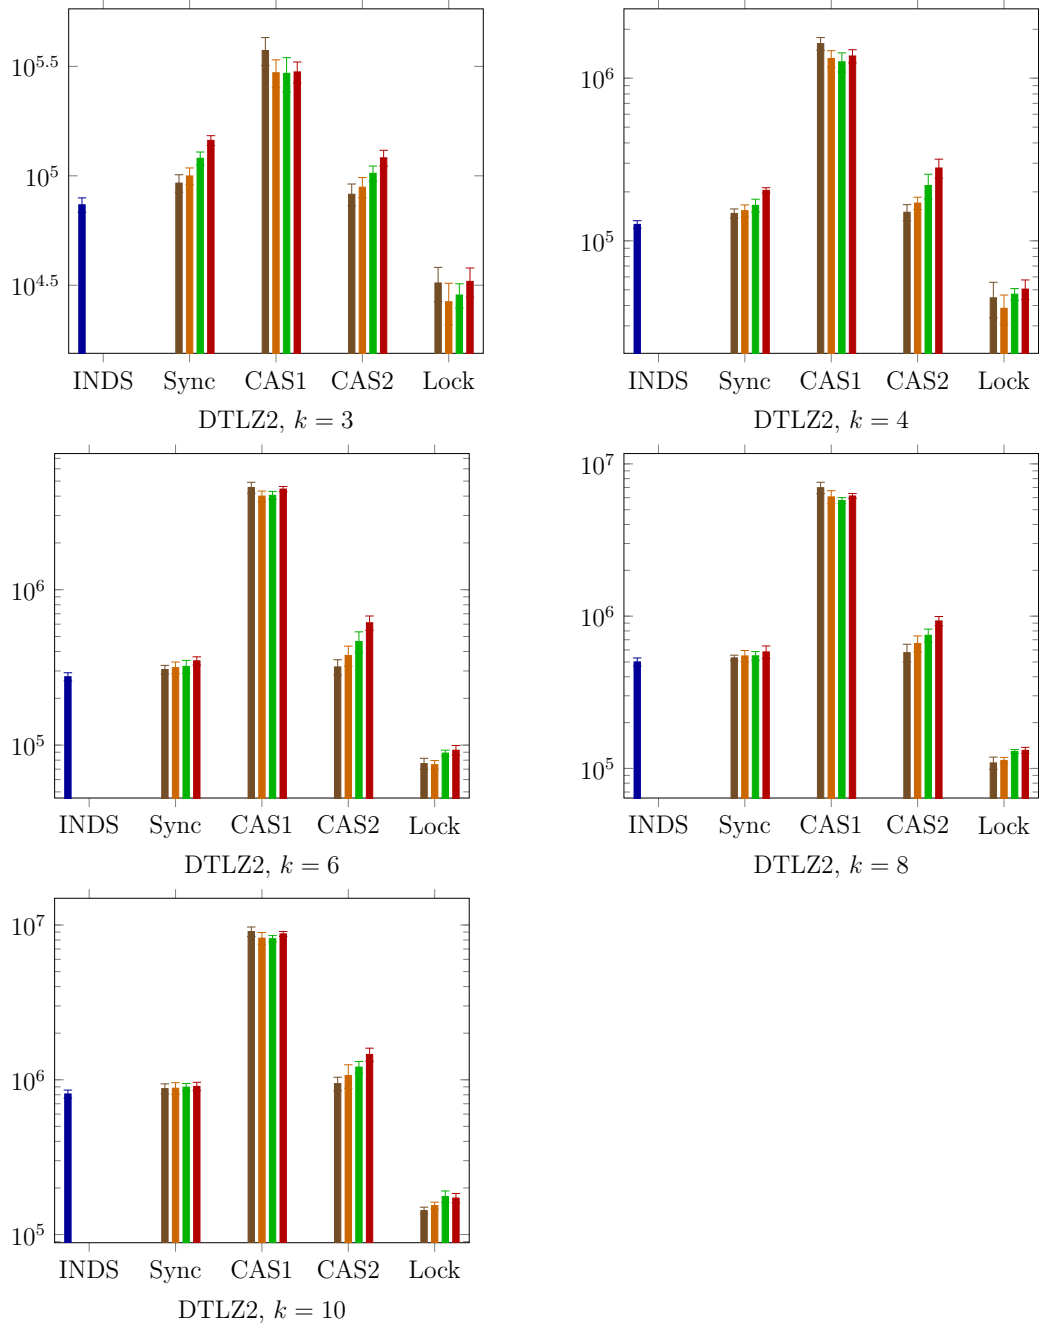 10^5.5
10^5
10^4.5
INDS Sync CAS1 CAS2 Lock
DTLZ2, k = 3
10^6
10^5
INDS Sync CAS1 CAS2 Lock
DTLZ2, k = 4
10^6
10^5
INDS Sync CAS1 CAS2 Lock
DTLZ2, k = 6
10^7
10^6
10^5
INDS Sync CAS1 CAS2 Lock
DTLZ2, k = 8
10^7
10^6
10^5
INDS Sync CAS1 CAS2 Lock
DTLZ2, k = 10